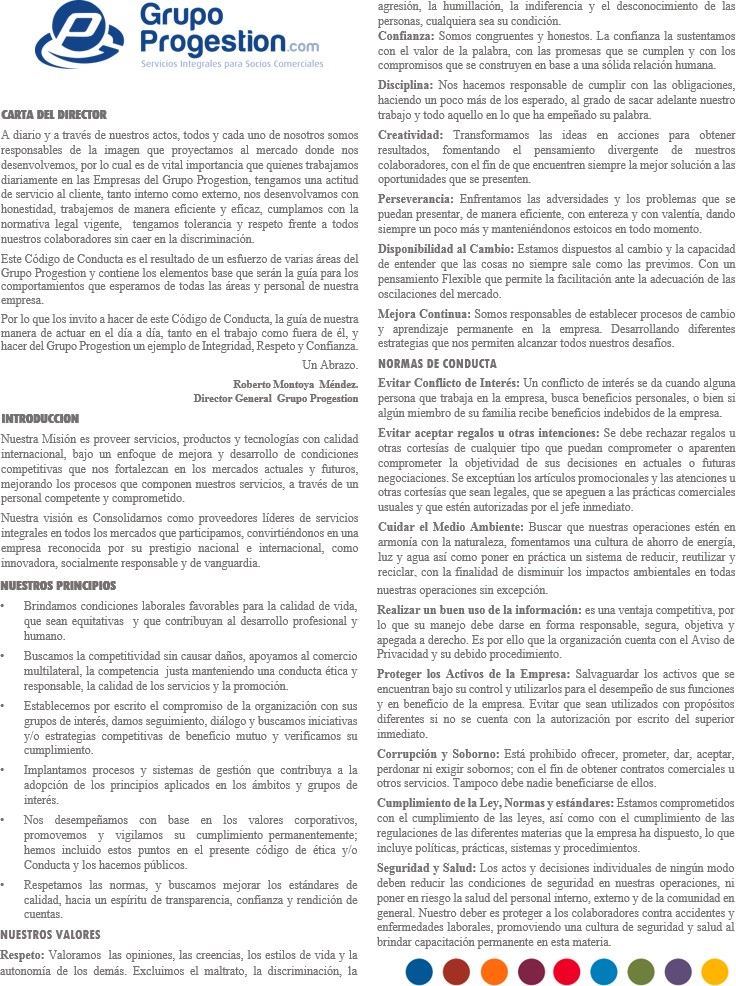 Grupo
Progestion.com
Servicios Integrales para Socios Comerciales
CARTA DEL DIRECTOR
A diario y a través de nuestros actos, todos y cada uno de nosotros somos
responsables de la imagen que proyectamos al mercado donde nos
desenvolvemos, por lo cual es de vital importancia que quienes trabajamos
diariamente en las Empresas del Grupo Progestion, tengamos una actitud
de servicio al cliente, tanto interno como externo, nos desenvolvamos con
honestidad, trabajemos de manera eficiente y eficaz, cumplamos con la
normativa legal vigente, tengamos tolerancia y respeto frente a todos
nuestros colaboradores sin caer en la discriminación.
Este Código de Conducta es el resultado de un esfuerzo de varias áreas del
Grupo Progestion y contiene los elementos base que serán la guía para los
comportamientos que esperamos de todas las áreas y personal de nuestra
empresa.
Por lo que los invito a hacer de este Código de Conducta, la guía de nuestra
manera de actuar en el día a día, tanto en el trabajo como fuera de él, y
hacer del Grupo Progestion un ejemplo de Integridad, Respeto y Confianza.
Un Abrazo.
Roberto Montoya Méndez.
Director General Grupo Progestion
INTRODUCCION
Nuestra Misión es proveer servicios, productos y tecnologías con calidad
internacional, bajo un enfoque de mejora y desarrollo de condiciones
competitivas que nos fortalezcan en los mercados actuales y futuros,
mejorando los procesos que componen nuestros servicios, a través de un
personal competente y comprometido.
Nuestra visión es Consolidarnos como proveedores líderes de servicios
integrales en todos los mercados que participamos, convirtiéndonos en una
empresa reconocida por su prestigio nacional e internacional, como
innovadora, socialmente responsable y de vanguardia.
NUESTROS PRINCIPIOS
• Brindamos condiciones laborales favorables para la calidad de vida,
que sean equitativas y que contribuyan al desarrollo profesional y
humano.
• Buscamos la competitividad sin causar daños, apoyamos al comercio
multilateral, la competencia justa manteniendo una conducta ética y
responsable, la calidad de los servicios y la promoción.
• Establecemos por escrito el compromiso de la organización con sus
grupos de interés, damos seguimiento, diálogo y buscamos iniciativas
y/o estrategias competitivas de beneficio mutuo y verificamos su
cumplimiento.
• Implantamos procesos y sistemas de gestión que contribuya a la
adopción de los principios aplicados en los ámbitos y grupos de
interés.
• Nos desempeñamos con base en los valores corporativos,
promovemos y vigilamos su cumplimiento permanentemente;
hemos incluido estos puntos en el presente código de ética y/o
Conducta y los hacemos públicos.
• Respetamos las normas, y buscamos mejorar los estándares de
calidad, hacia un espíritu de transparencia, confianza y rendición de
cuentas.
NUESTROS VALORES
Respeto: Valoramos las opiniones, las creencias, los estilos de vida y la
autonomía de los demás. Excluimos el maltrato, la discriminación, la
agresión, la humillación, la indiferencia y el desconocimiento de las
personas, cualquiera sea su condición.
Confianza: Somos congruentes y honestos. La confianza la sustentamos
con el valor de la palabra, con las promesas que se cumplen y con los
compromisos que se construyen en base a una sólida relación humana.
Disciplina: Nos hacemos responsable de cumplir con las obligaciones,
haciendo un poco más de los esperado, al grado de sacar adelante nuestro
trabajo y todo aquello en lo que ha empeñado su palabra.
Creatividad: Transformamos las ideas en acciones para obtener
resultados, fomentando el pensamiento divergente de nuestros
colaboradores, con el fin de que encuentren siempre la mejor solución a las
oportunidades que se presenten.
Perseverancia: Enfrentamos las adversidades y los problemas que se
puedan presentar, de manera eficiente, con entereza y con valentía, dando
siempre un poco más y manteniéndonos estoicos en todo momento.
Disponibilidad al Cambio: Estamos dispuestos al cambio y la capacidad
de entender que las cosas no siempre sale como las previmos. Con un
pensamiento Flexible que permite la facilitación ante la adecuación de las
oscilaciones del mercado.
Mejora Continua: Somos responsables de establecer procesos de cambio
y aprendizaje permanente en la empresa. Desarrollando diferentes
estrategias que nos permiten alcanzar todos nuestros desafíos.
NORMAS DE CONDUCTA
Evitar Conflicto de Interés: Un conflicto de interés se da cuando alguna
persona que trabaja en la empresa, busca beneficios personales, o bien si
algún miembro de su familia recibe beneficios indebidos de la empresa.
Evitar aceptar regalos u otras intenciones: Se debe rechazar regalos u
otras cortesías de cualquier tipo que puedan comprometer o aparenten
comprometer la objetividad de sus decisiones en actuales o futuras
negociaciones. Se exceptúan los artículos promocionales y las atenciones u
otras cortesías que sean legales, que se apeguen a las prácticas comerciales
usuales y que estén autorizadas por el jefe inmediato.
Cuidar el Medio Ambiente: Buscar que nuestras operaciones estén en
armonía con la naturaleza, fomentamos una cultura de ahorro de energía,
luz y agua así como poner en práctica un sistema de reducir, reutilizar y
reciclar, con la finalidad de disminuir los impactos ambientales en todas
nuestras operaciones sin excepción.
Realizar un buen uso de la información: es una ventaja competitiva, por
lo que su manejo debe darse en forma responsable, segura, objetiva y
apegada a derecho. Es por ello que la organización cuenta con el Aviso de
Privacidad y su debido procedimiento.
Proteger los Activos de la Empresa: Salvaguardar los activos que se
encuentran bajo su control y utilizarlos para el desempeño de sus funciones
y en beneficio de la empresa. Evitar que sean utilizados con propósitos
diferentes si no se cuenta con la autorización por escrito del superior
inmediato.
Corrupción y Soborno: Está prohibido ofrecer, prometer, dar, aceptar,
perdonar ni exigir sobornos; con el fin de obtener contratos comerciales u
otros servicios. Tampoco debe nadie beneficiarse de ellos.
Cumplimiento de la Ley, Normas y estándares: Estamos comprometidos
con el cumplimiento de las leyes, así como con el cumplimiento de las
regulaciones de las diferentes materias que la empresa ha dispuesto, lo que
incluye políticas, prácticas, sistemas y procedimientos.
Seguridad y Salud: Los actos y decisiones individuales de ningún modo
deben reducir las condiciones de seguridad en nuestras operaciones, ni
poner en riesgo la salud del personal interno, externo y de la comunidad en
general. Nuestro deber es proteger a los colaboradores contra accidentes y
enfermedades laborales, promoviendo una cultura de seguridad y salud al
brindar capacitación permanente en esta materia.